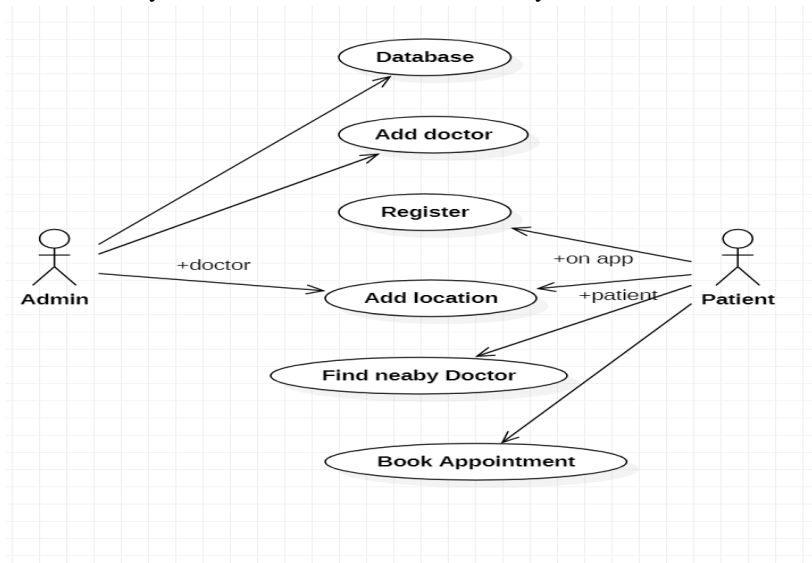 Database
Add doctor
Register
+doctor
+on app
Add location
+patient
Admin
Patient
Find neaby Doctor
Book Appointment